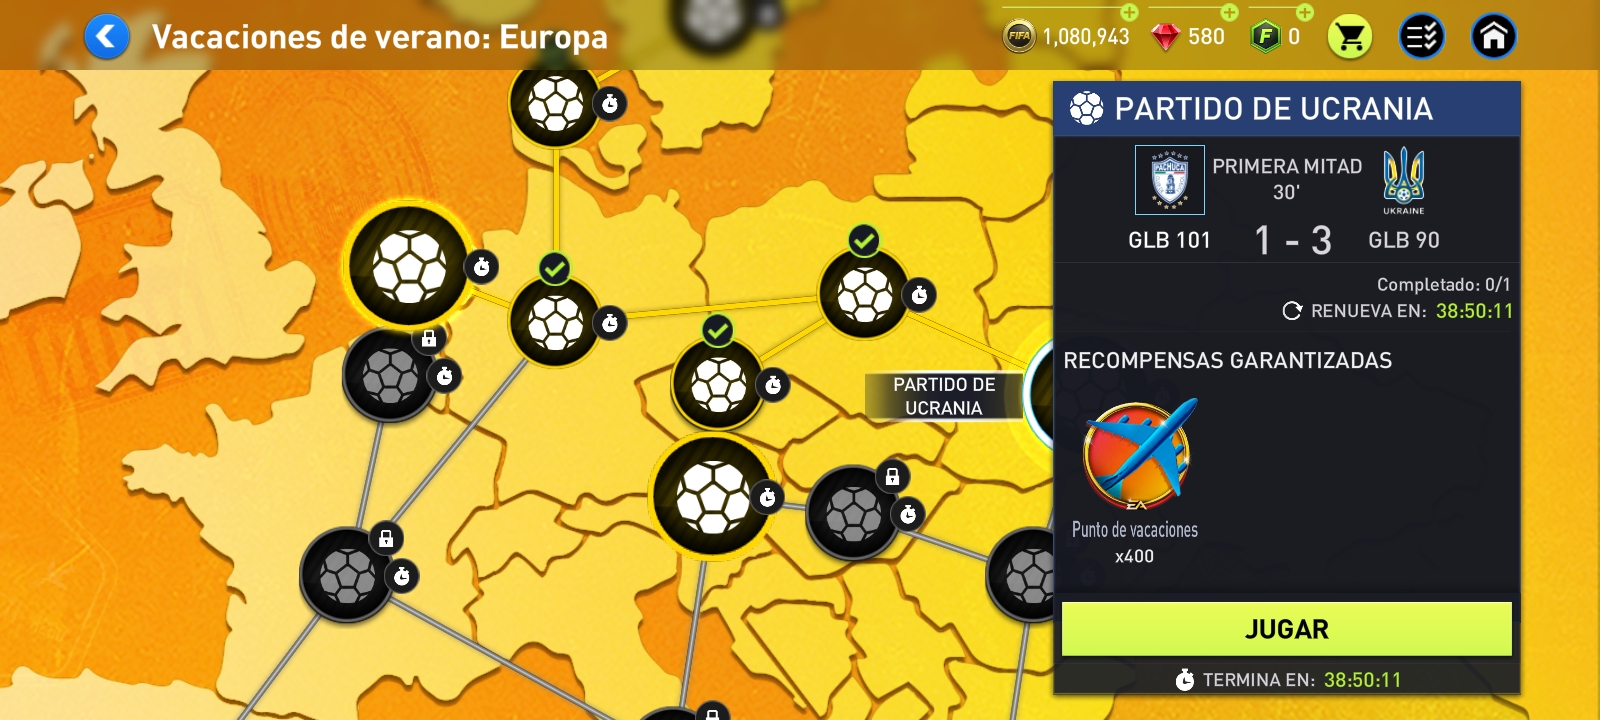 Vacaciones de verano: Europa
FIFA 1,080,943
580
F 0
PARTIDO DE UCRANIA
PACHUCA
PRIMERA MITAD
30'
UKRAINE
GLB 101
1 - 3
GLB 90
Completado: 0/1
RENUEVA EN: 38:50:11
RECOMPENSAS GARANTIZADAS
PARTIDO DE
UCRANIA
EA
Punto de vacaciones
x400
JUGAR
TERMINA EN: 38:50:11